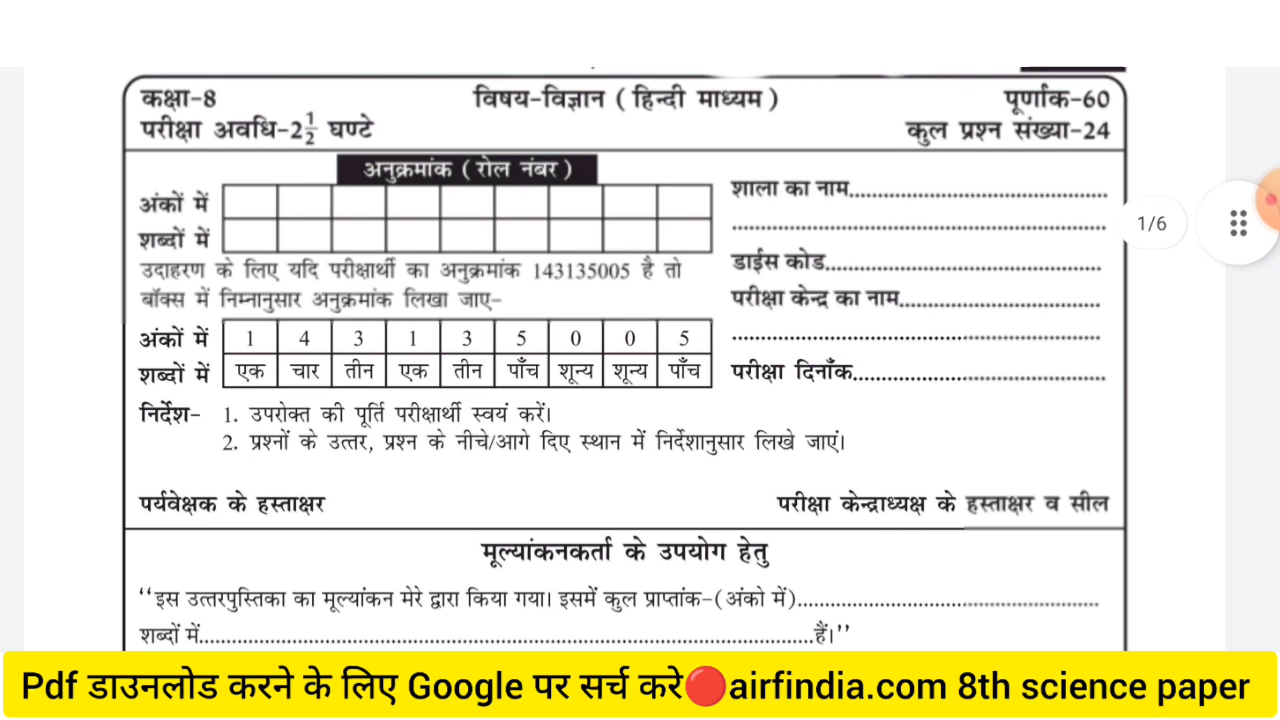 कक्षा-8 विषय-विज्ञान ( हिन्दी माध्यम ) पूर्णांक-60
परीक्षा अवधि-2 1/2 घण्टे कुल प्रश्न संख्या-24
अनुक्रमांक ( रोल नंबर )
अंकों में
शब्दों में
उदाहरण के लिए यदि परीक्षार्थी का अनुक्रमांक 143135005 है तो
बॉक्स में निम्नानुसार अनुक्रमांक लिखा जाए-
अंकों में 1 4 3 1 3 5 0 0 5
शब्दों में एक चार तीन एक तीन पाँच शून्य शून्य पाँच
शाला का नाम
डाईस कोड
परीक्षा केन्द्र का नाम
परीक्षा दिनाँक
1/6
निर्देश- 1. उपरोक्त की पूर्ति परीक्षार्थी स्वयं करें।
2. प्रश्नों के उत्तर, प्रश्न के नीचे/आगे दिए स्थान में निर्देशानुसार लिखे जाएं।
पर्यवेक्षक के हस्ताक्षर परीक्षा केन्द्राध्यक्ष के हस्ताक्षर व सील
मूल्यांकनकर्ता के उपयोग हेतु
‘‘इस उत्तरपुस्तिका का मूल्यांकन मेरे द्वारा किया गया। इसमें कुल प्राप्तांक-( अंको में)
शब्दों में हैं।’’
Pdf डाउनलोड करने के लिए Google पर सर्च करे🔴airfindia.com 8th science paper